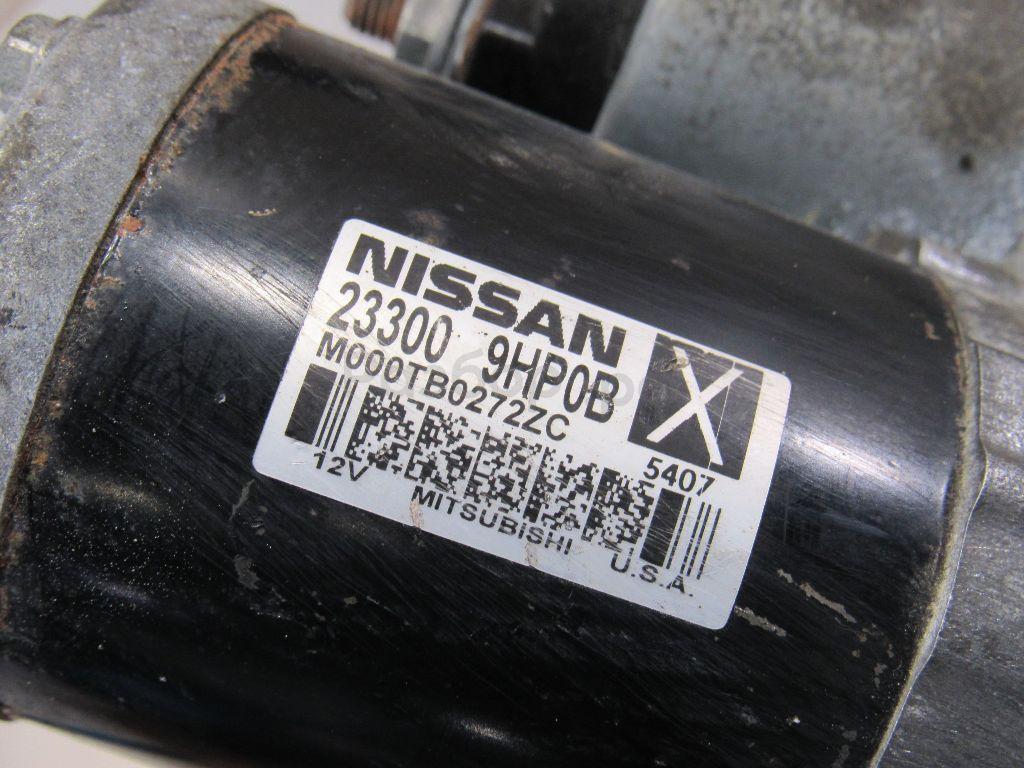 NISSAN
23300 9HP0B
M000TB0272ZC
X
5407
12V
MITSUBISHI
U.S.A.